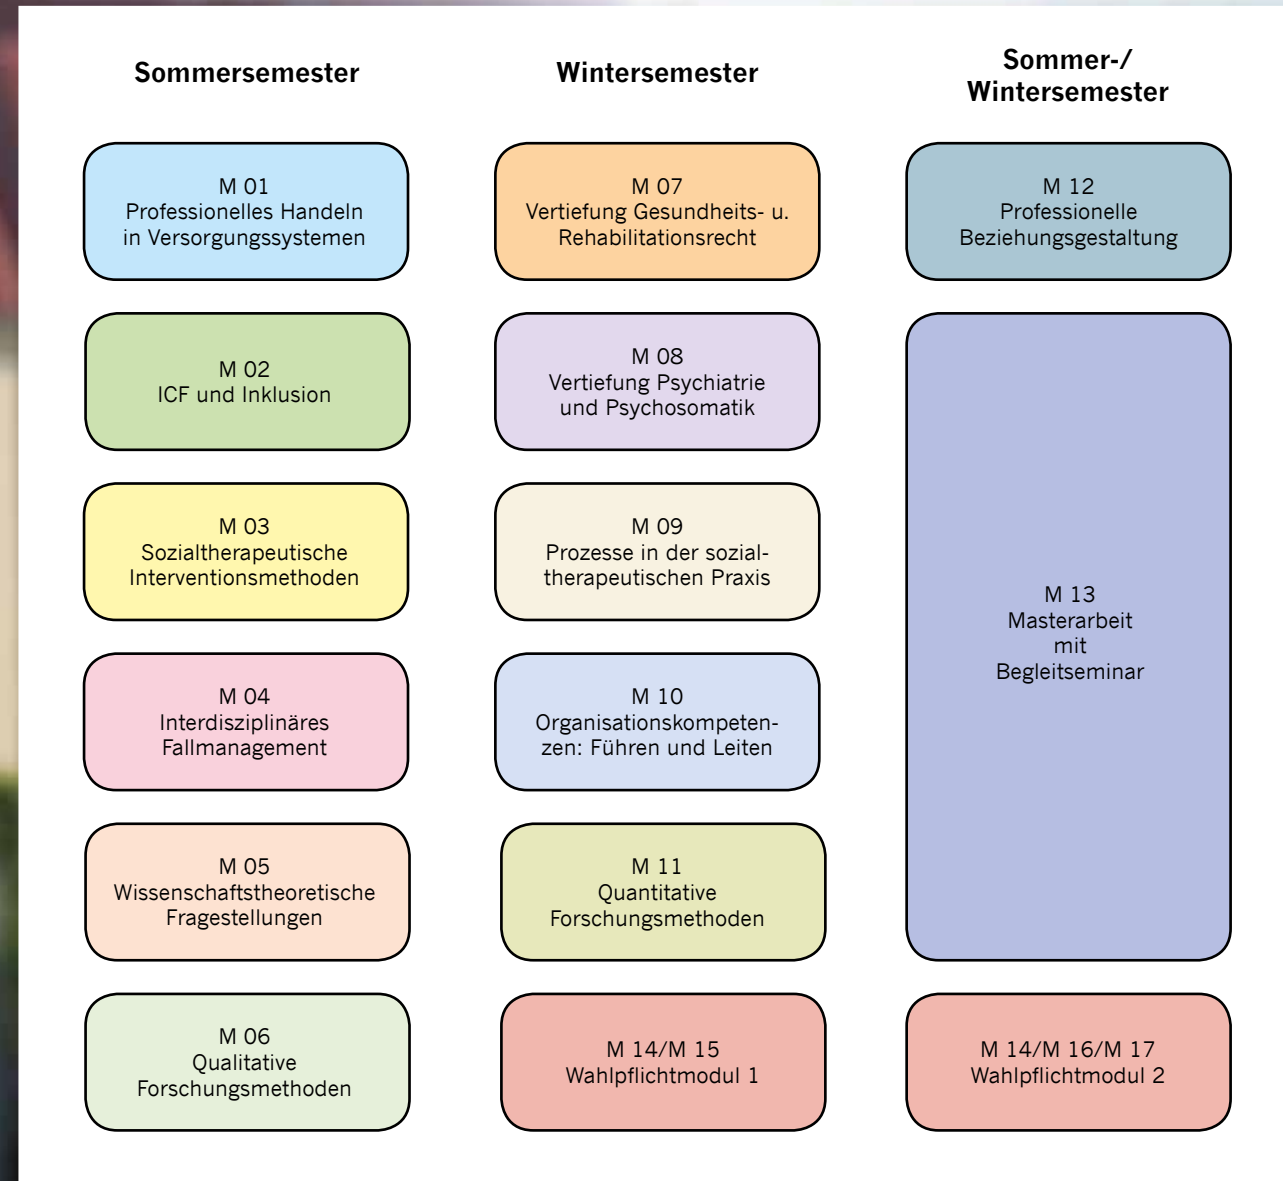 Sommersemester
M 01
Professionelles Handeln
in Versorgungssystemen
M 02
ICF und Inklusion
M 03
Sozialtherapeutische
Interventionsmethoden
M 04
Interdisziplinäres
Fallmanagement
M 05
Wissenschaftstheoretische
Fragestellungen
M 06
Qualitative
Forschungsmethoden
Wintersemester
M 07
Vertiefung Gesundheits- u.
Rehabilitationsrecht
M 08
Vertiefung Psychiatrie
und Psychosomatik
M 09
Prozesse in der sozial-
therapeutischen Praxis
M 10
Organisationskompeten-
zen: Führen und Leiten
M 11
Quantitative
Forschungsmethoden
M 14/M 15
Wahlpflichtmodul 1
Sommer-/
Wintersemester
M 12
Professionelle
Beziehungsgestaltung
M 13
Masterarbeit
mit
Begleitseminar
M 14/M 16/M 17
Wahlpflichtmodul 2